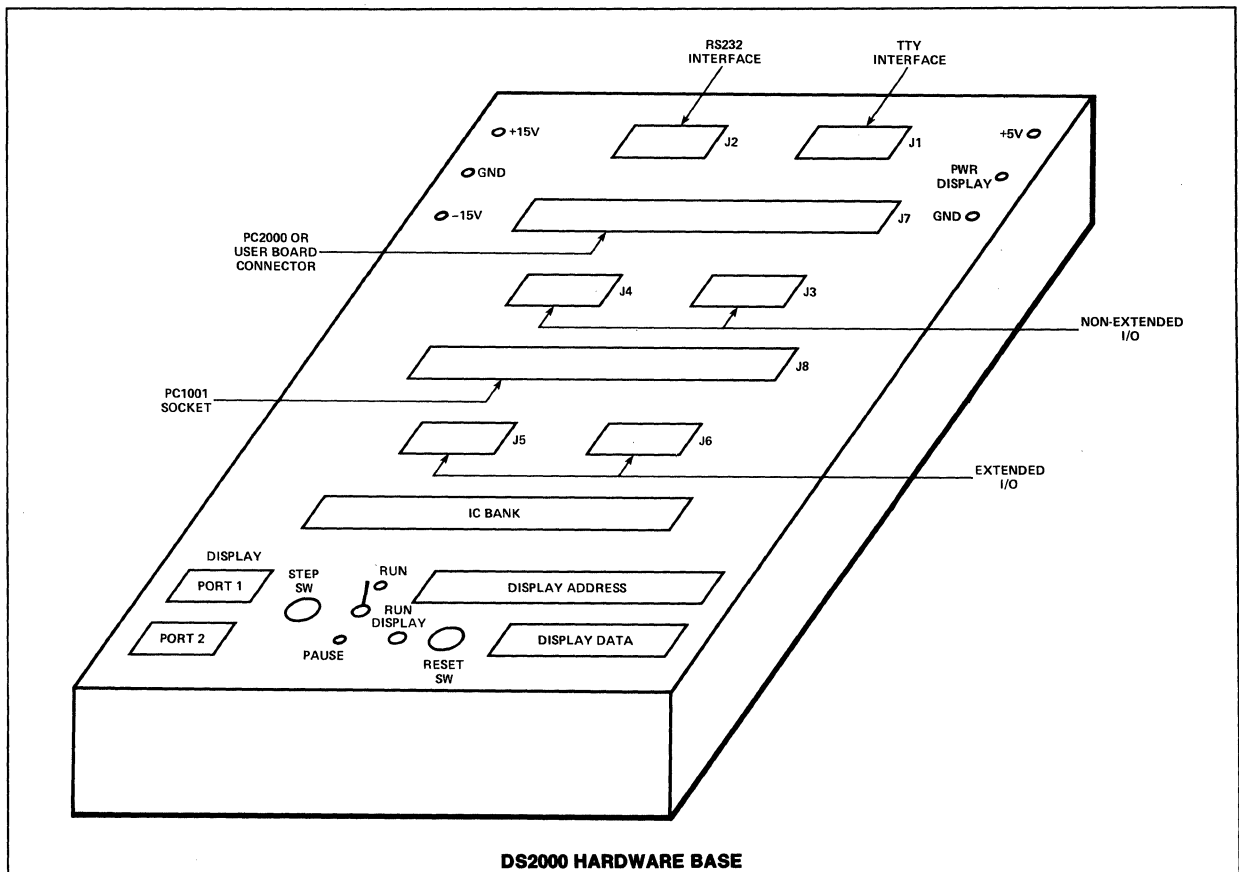 RS232
INTERFACE
TTY
INTERFACE
+15V
J2
J1
+5V
GND
PWR
DISPLAY
-15V
J7
GND
PC2000 OR
USER BOARD
CONNECTOR
J4
J3
NON-EXTENDED
I/O
J8
PC1001
SOCKET
J5
J6
EXTENDED
I/O
IC BANK
DISPLAY
PORT 1
STEP
SW
RUN
DISPLAY ADDRESS
RUN
DISPLAY
PORT 2
PAUSE
RESET
SW
DISPLAY DATA
DS2000 HARDWARE BASE